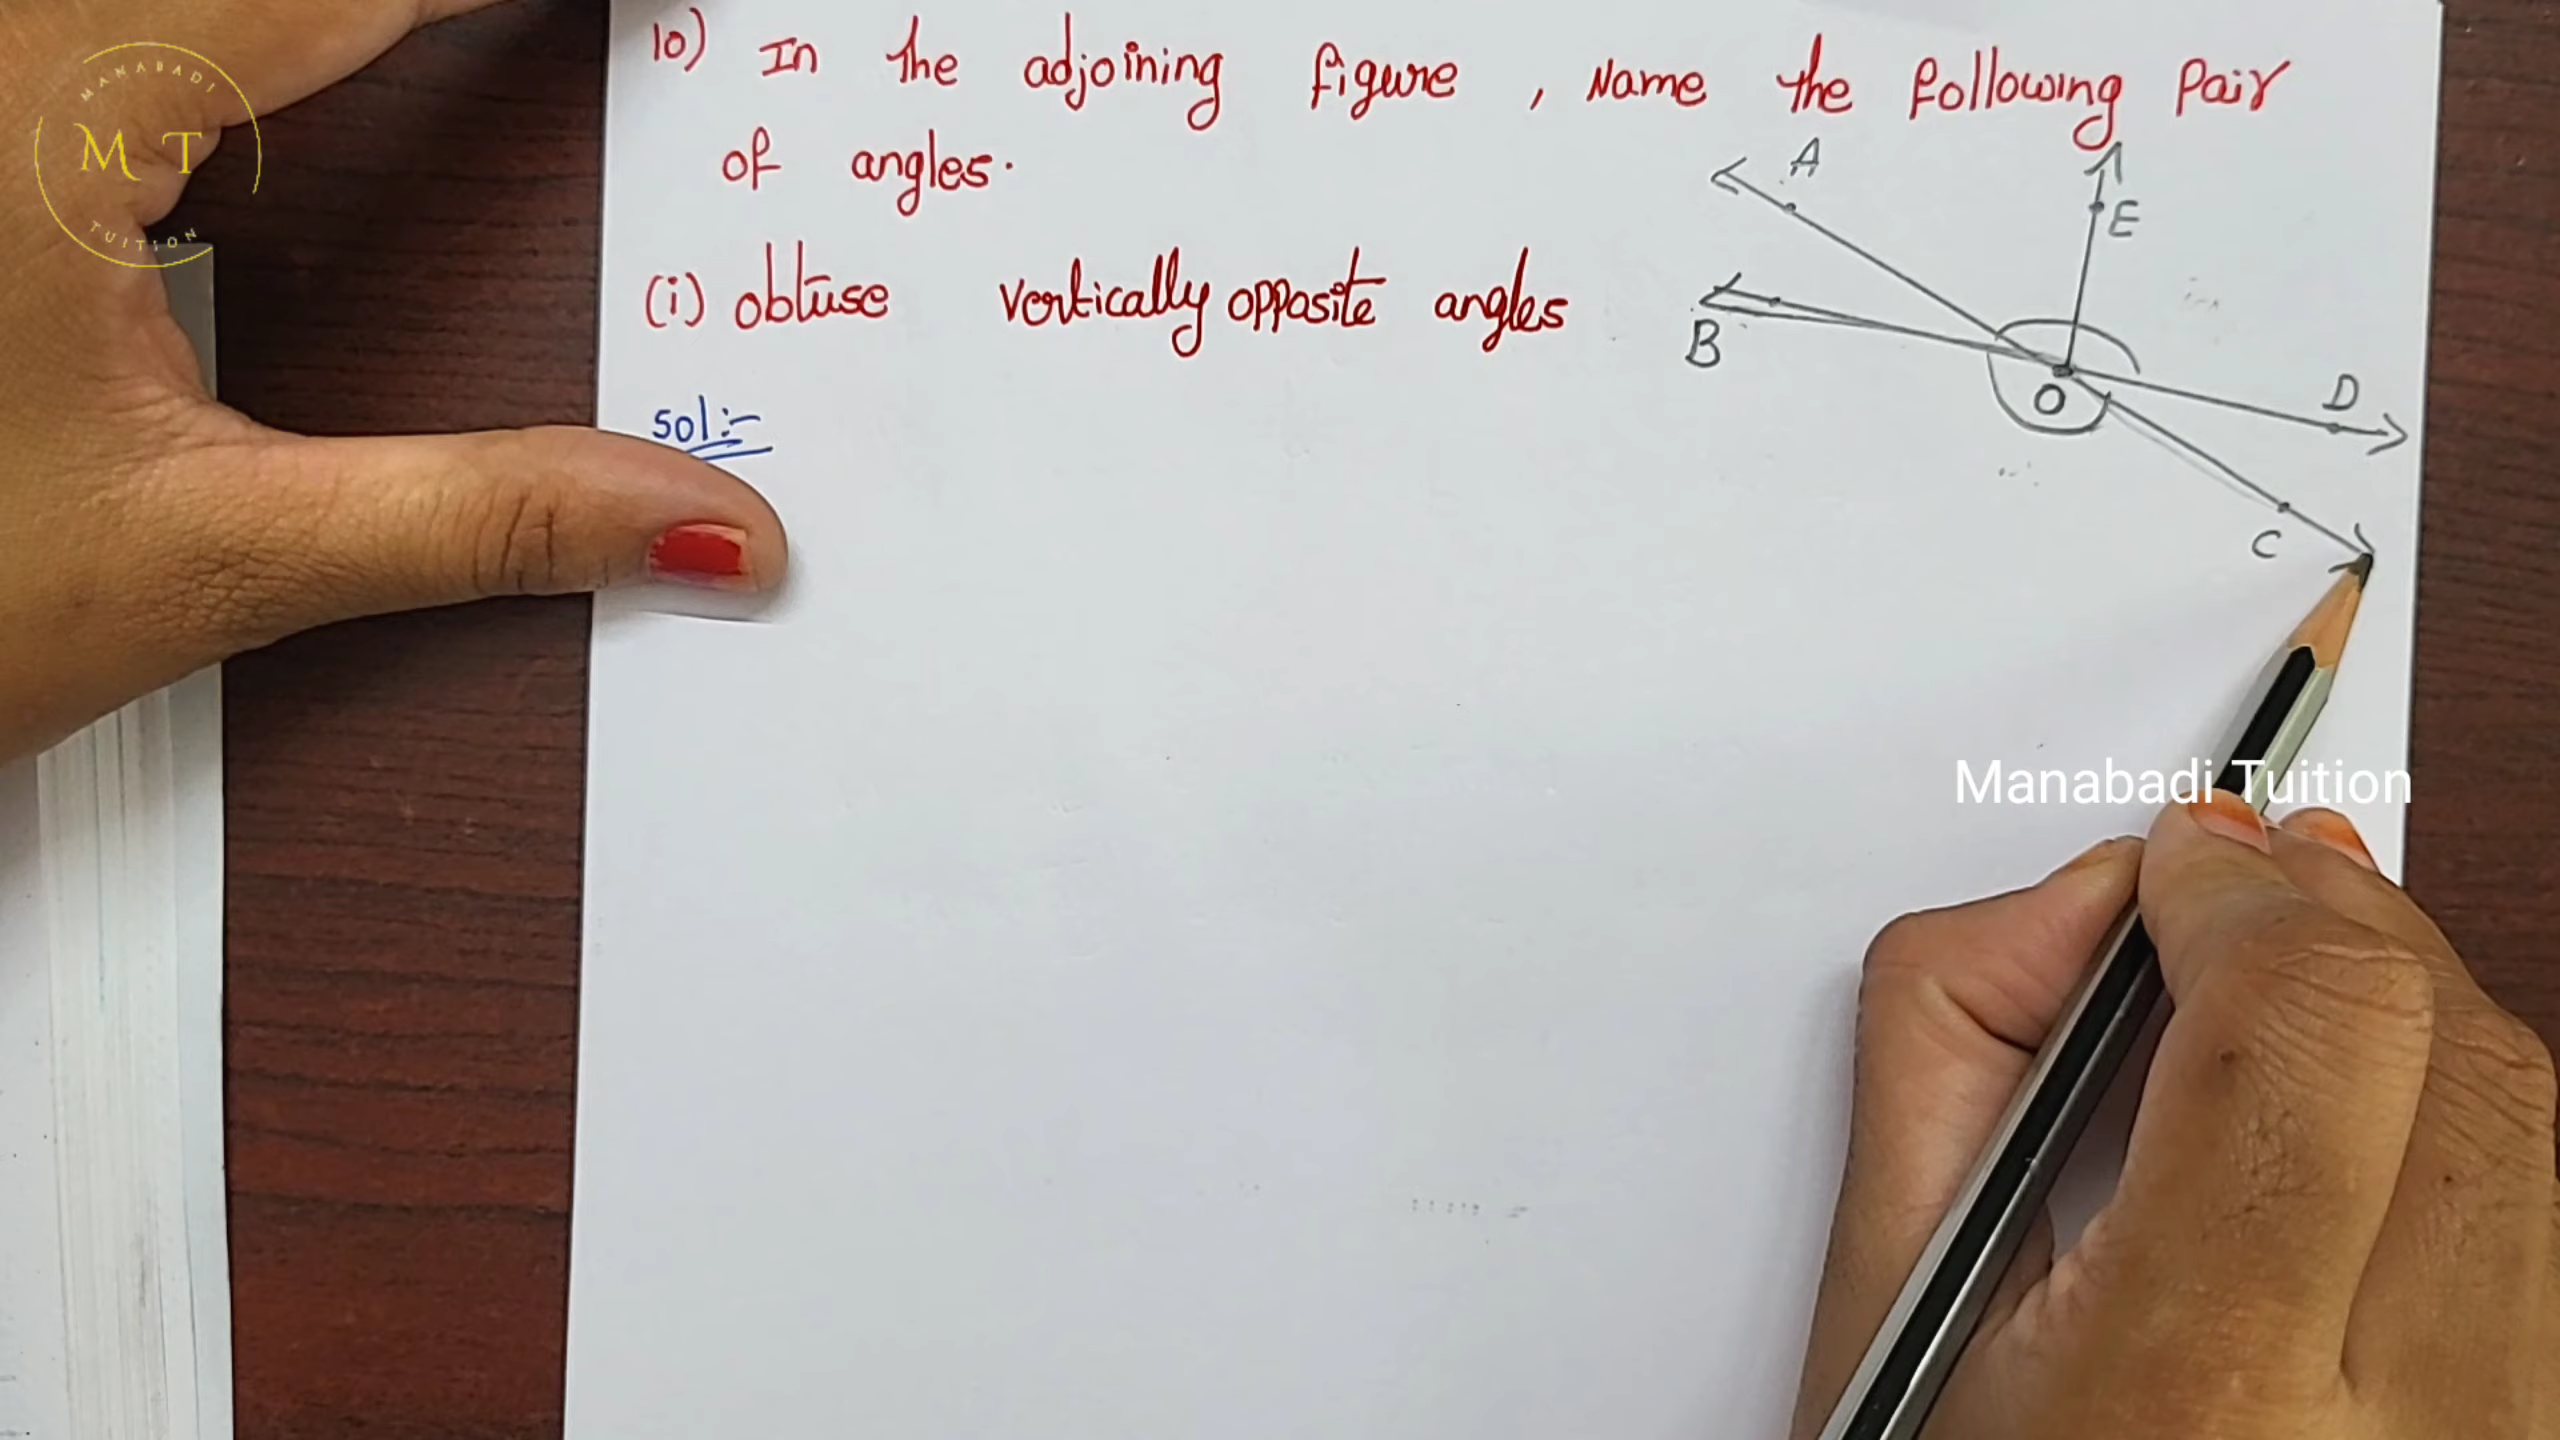 MANABADI
M T
TUITION
10) In the adjoining figure, Name the following Pair
of angles.
(i) obtuse vertically opposite angles
sol:-
A
E
B
O
D
C
Manabadi Tuition